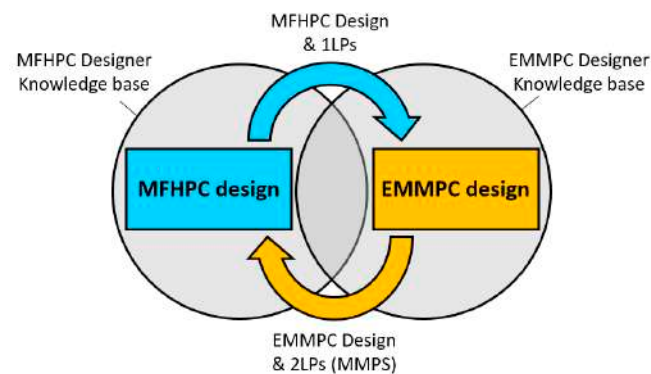 MFHPC Design
& 1LPs
MFHPC Designer
Knowledge base
EMMPC Designer
Knowledge base
MFHPC design
EMMPC design
EMMPC Design
& 2LPs (MMPS)